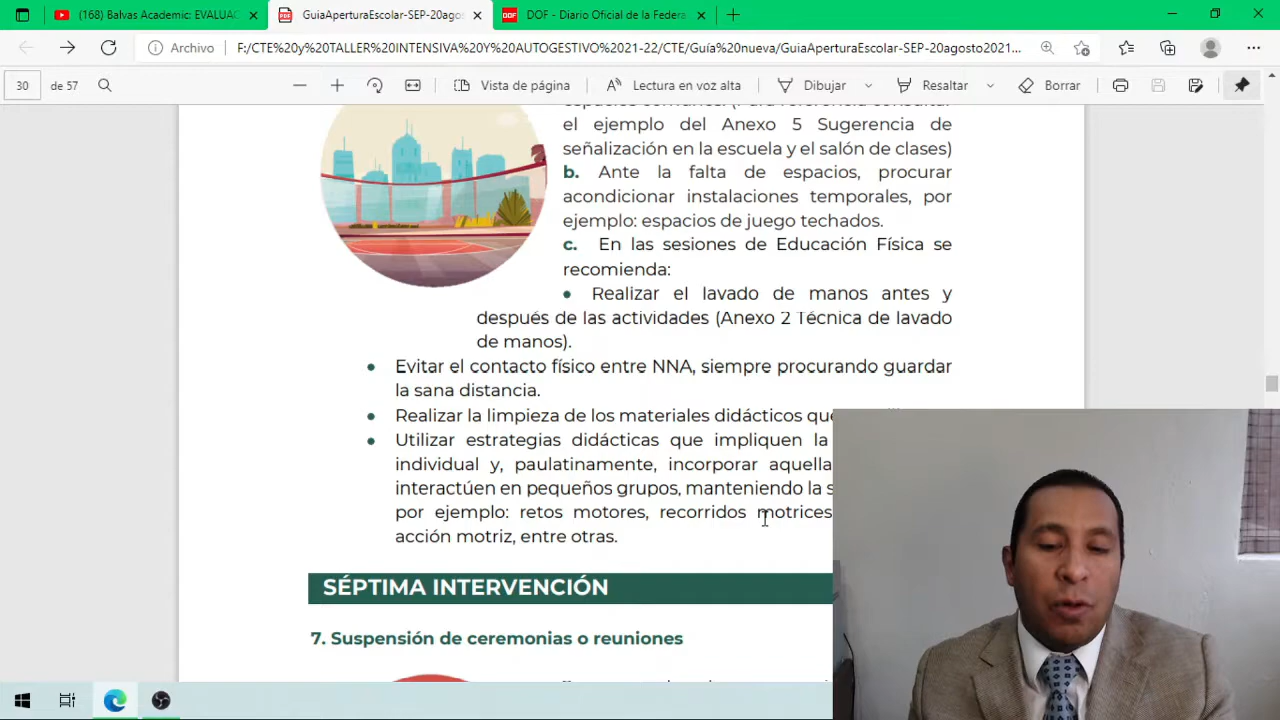 (168) Balvas Academic: EVALUAC
GuiaAperturaEscolar-SEP-20agos
DOF - Diario Oficial de la Federa
Archivo
F:/CTE%20y%20TALLER%20INTENSIVA%20Y%20AUTOGESTIVO%202021-22/CTE/Guía%20nueva/GuiaAperturaEscolar-SEP-20agosto2021...
30 de 57
Vista de página
Lectura en voz alta
Dibujar
Resaltar
Borrar
espacios comunes. (Para referencia consultar
el ejemplo del Anexo 5 Sugerencia de
señalización en la escuela y el salón de clases)
b. Ante la falta de espacios, procurar
acondicionar instalaciones temporales, por
ejemplo: espacios de juego techados.
c. En las sesiones de Educación Física se
recomienda:
• Realizar el lavado de manos antes y
después de las actividades (Anexo 2 Técnica de lavado
de manos).
• Evitar el contacto físico entre NNA, siempre procurando guardar
la sana distancia.
• Realizar la limpieza de los materiales didácticos que
• Utilizar estrategias didácticas que impliquen la
individual y, paulatinamente, incorporar aquella
interactúen en pequeños grupos, manteniendo la s
por ejemplo: retos motores, recorridos motrices
acción motriz, entre otras.
SÉPTIMA INTERVENCIÓN
7. Suspensión de ceremonias o reuniones